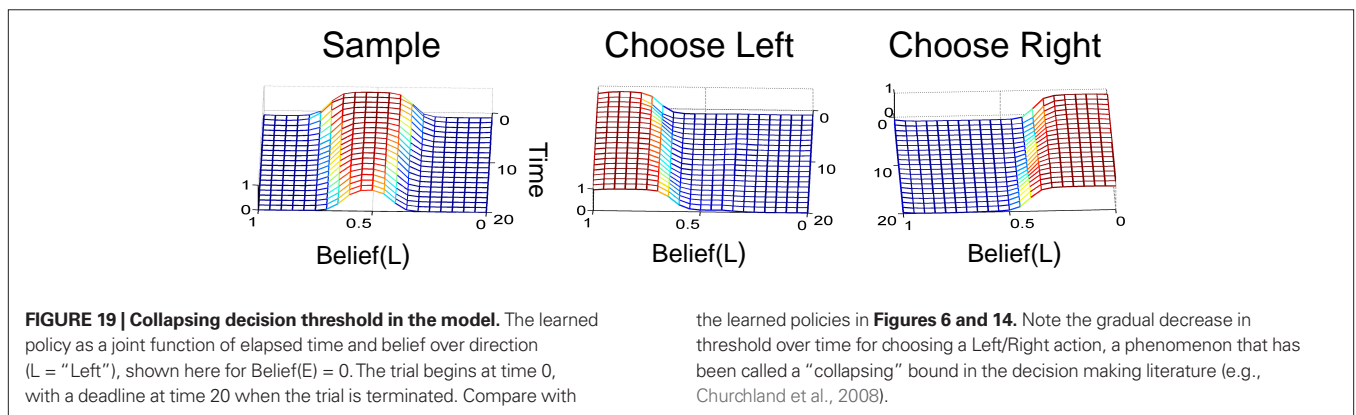 Sample
Choose Left
Choose Right
1
0
1
0.5
0
0
10
20
Time
Belief(L)
1
0
1
0.5
0
0
10
20
Belief(L)
1
0
0
10
20
1
0.5
0
Belief(L)
FIGURE 19 | Collapsing decision threshold in the model. The learned
policy as a joint function of elapsed time and belief over direction
(L = “Left”), shown here for Belief(E) = 0. The trial begins at time 0,
with a deadline at time 20 when the trial is terminated. Compare with
the learned policies in Figures 6 and 14. Note the gradual decrease in
threshold over time for choosing a Left/Right action, a phenomenon that has
been called a “collapsing” bound in the decision making literature (e.g.,
Churchland et al., 2008).